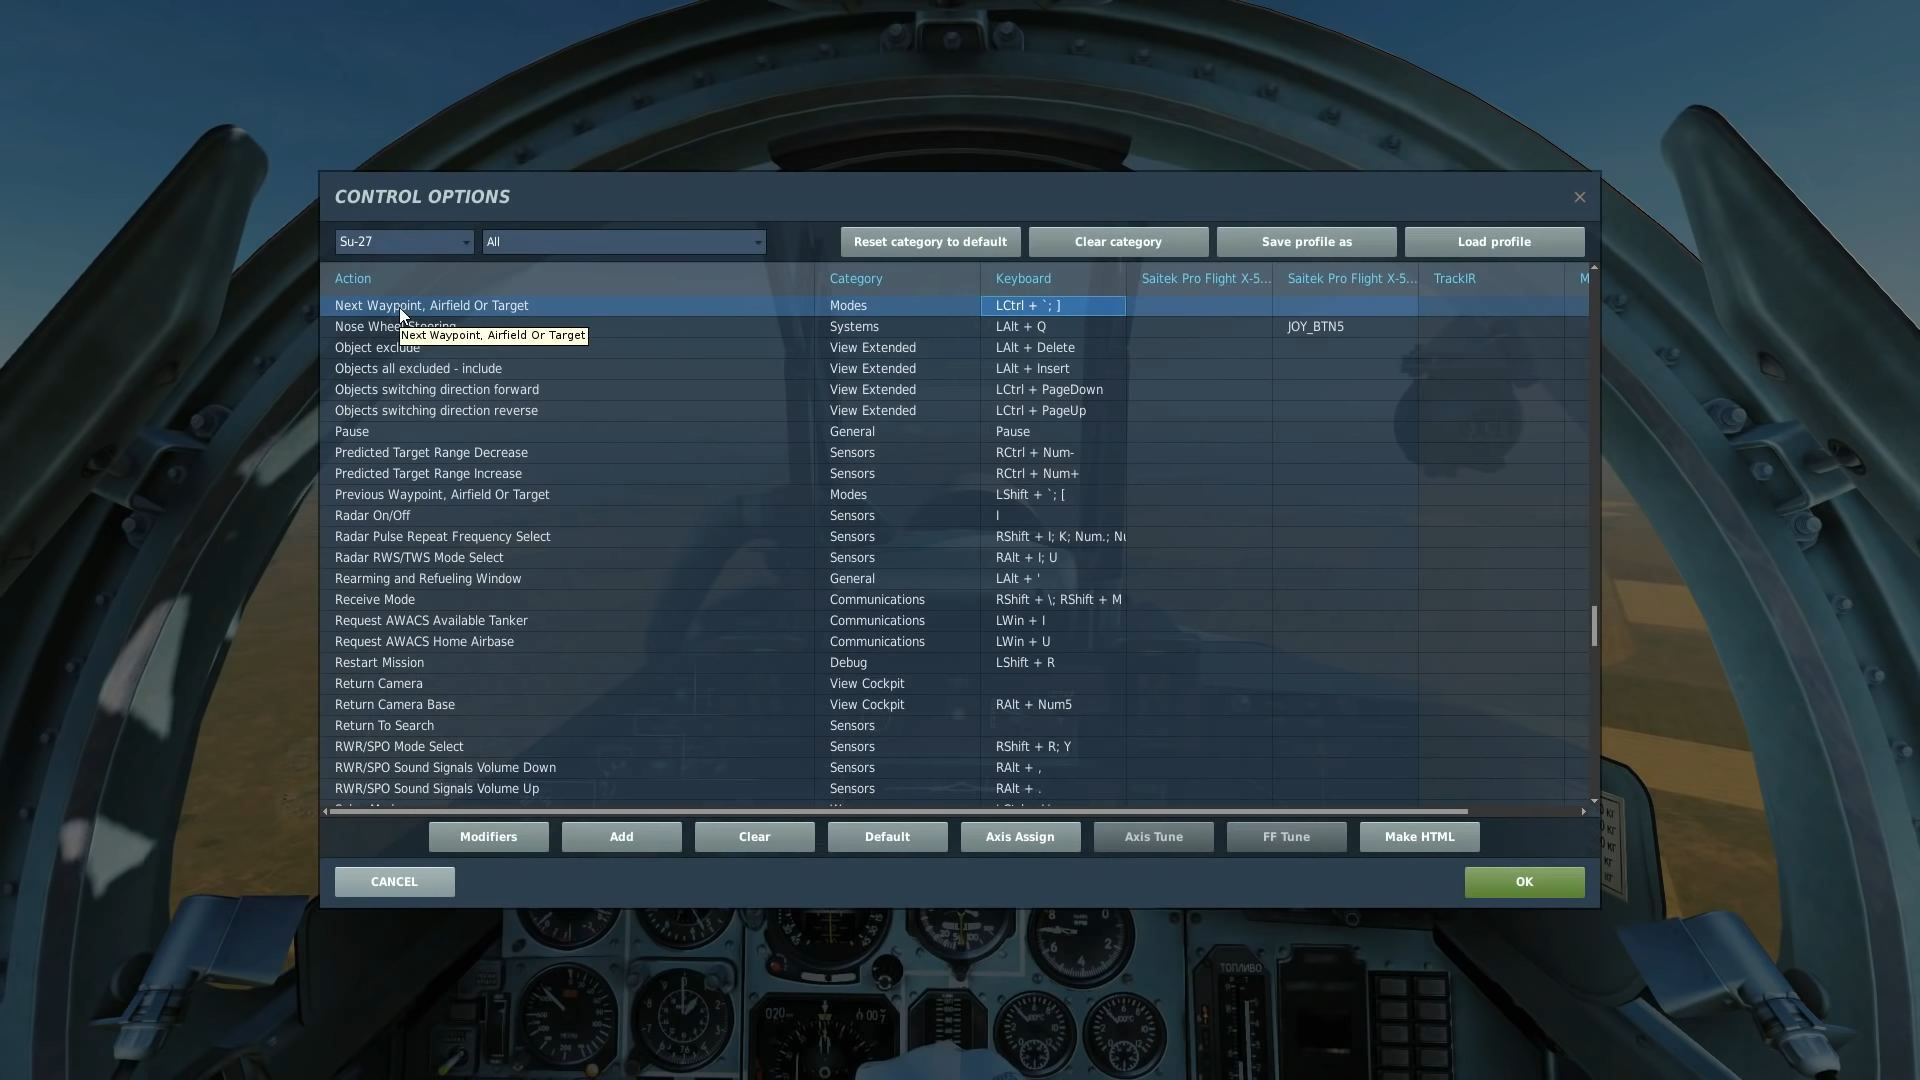 CONTROL OPTIONS
Su-27 All Reset category to default Clear category Save profile as Load profile
Action Category Keyboard Saitek Pro Flight X-5... Saitek Pro Flight X-5... TrackIR M
Next Waypoint, Airfield Or Target Modes LCtrl + `; ]
Nose Wheel Steering Systems LAlt + Q JOY_BTN5
Next Waypoint, Airfield Or Target
Object exclude View Extended LAlt + Delete
Objects all excluded - include View Extended LAlt + Insert
Objects switching direction forward View Extended LCtrl + PageDown
Objects switching direction reverse View Extended LCtrl + PageUp
Pause General Pause
Predicted Target Range Decrease Sensors RCtrl + Num-
Predicted Target Range Increase Sensors RCtrl + Num+
Previous Waypoint, Airfield Or Target Modes LShift + `; [
Radar On/Off Sensors I
Radar Pulse Repeat Frequency Select Sensors RShift + I; K; Num.; Nu
Radar RWS/TWS Mode Select Sensors RAlt + I; U
Rearming and Refueling Window General LAlt + '
Receive Mode Communications RShift + \; RShift + M
Request AWACS Available Tanker Communications LWin + I
Request AWACS Home Airbase Communications LWin + U
Restart Mission Debug LShift + R
Return Camera View Cockpit
Return Camera Base View Cockpit RAlt + Num5
Return To Search Sensors
RWR/SPO Mode Select Sensors RShift + R; Y
RWR/SPO Sound Signals Volume Down Sensors RAlt + ,
RWR/SPO Sound Signals Volume Up Sensors RAlt + .
Modifiers Add Clear Default Axis Assign Axis Tune FF Tune Make HTML
CANCEL OK
ТОПЛИВО